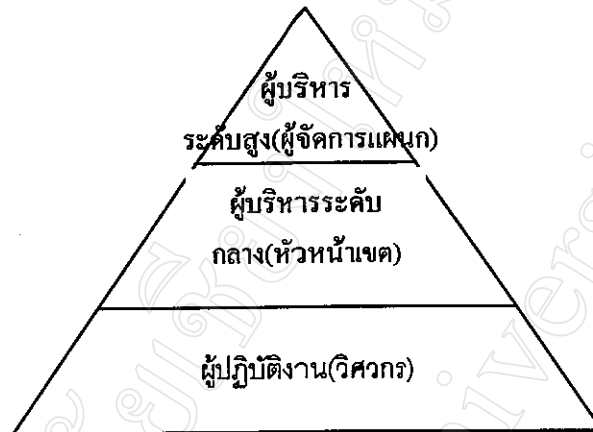 ผู้บริหาร
ระดับสูง(ผู้จัดการแผนก)
ผู้บริหารระดับ
กลาง(หัวหน้าเขต)
ผู้ปฏิบัติงาน(วิศวกร)